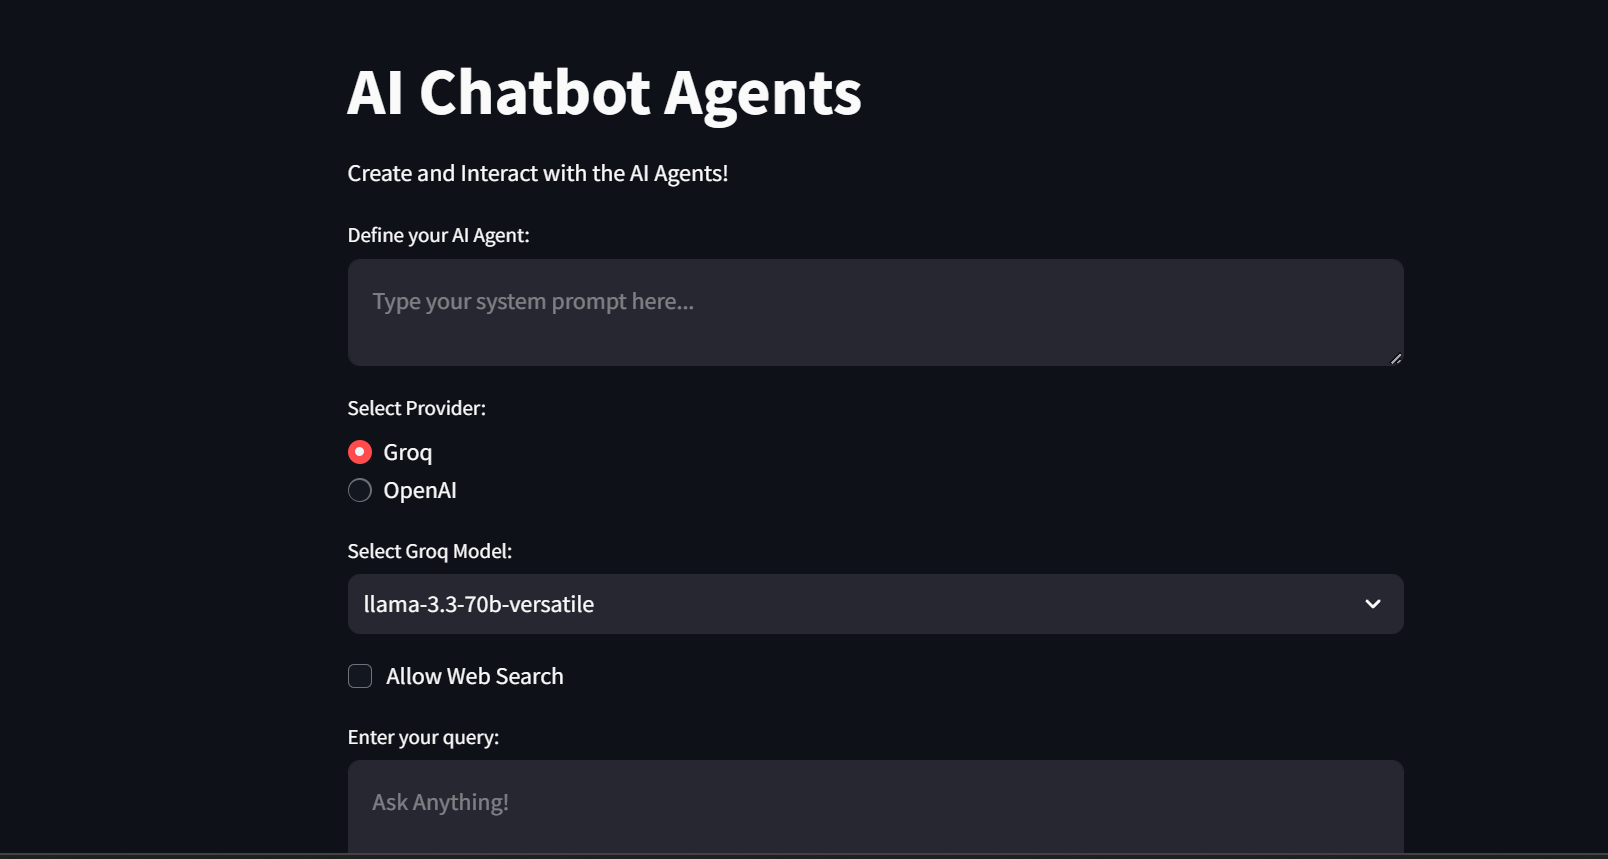 AI Chatbot Agents
Create and Interact with the AI Agents!
Define your AI Agent:
Type your system prompt here...
Select Provider:
Groq
OpenAI
Select Groq Model:
llama-3.3-70b-versatile
Allow Web Search
Enter your query:
Ask Anything!